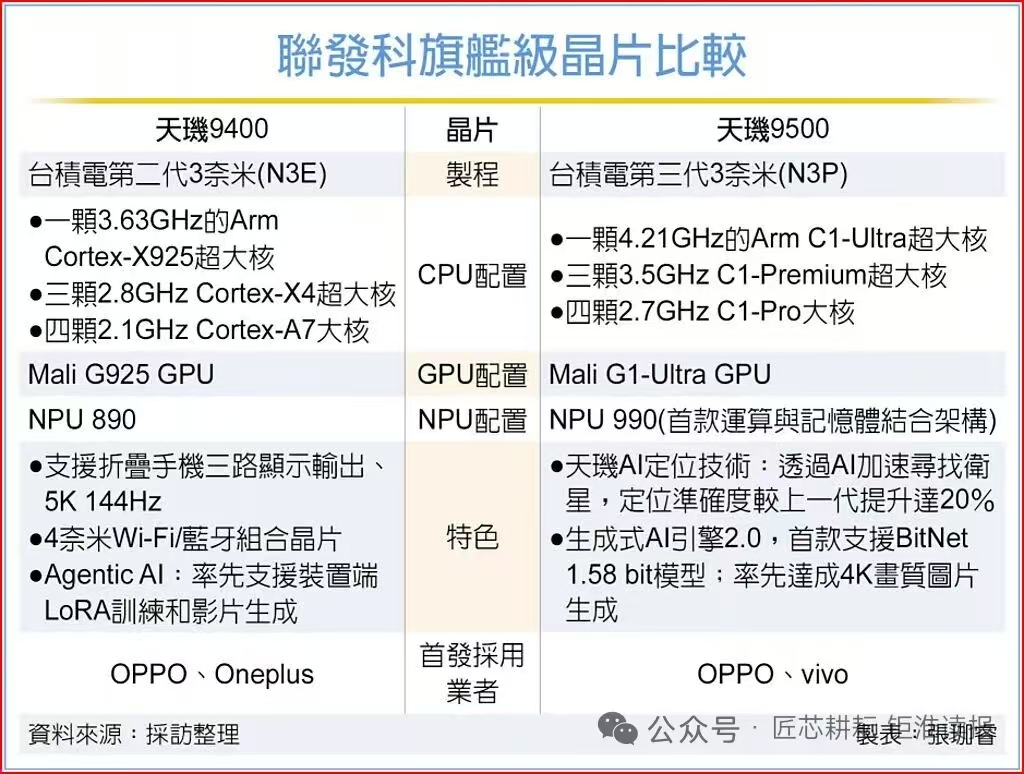 聯發科旗艦級晶片比較
天璣9400
晶片
天璣9500
台積電第二代3奈米(N3E)
製程
台積電第三代3奈米(N3P)
●一顆3.63GHz的Arm
Cortex-X925超大核
●三顆2.8GHz Cortex-X4超大核
●四顆2.1GHz Cortex-A7大核
CPU配置
●一顆4.21GHz的Arm C1-Ultra超大核
●三顆3.5GHz C1-Premium超大核
●四顆2.7GHz C1-Pro大核
Mali G925 GPU
GPU配置
Mali G1-Ultra GPU
NPU 890
NPU配置
NPU 990(首款運算與記憶體結合架構)
●支援折疊手機三路顯示輸出、
5K 144Hz
●4奈米Wi-Fi/藍牙組合晶片
●Agentic AI：率先支援裝置端
LoRA訓練和影片生成
特色
●天璣AI定位技術：透過AI加速尋找衛
星，定位準確度較上一代提升達20%
●生成式AI引擎2.0，首款支援BitNet
1.58 bit模型；率先達成4K畫質圖片
生成
OPPO、Oneplus
首發採用
業者
OPPO、vivo
資料來源：採訪整理
製表：張珈睿
公众号 · 匠芯耕耘 钜淮速报